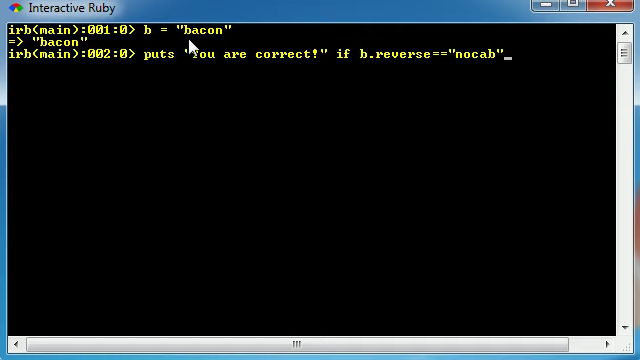 Interactive Ruby
irb(main):001:0> b = "bacon"
=> "bacon"
irb(main):002:0> puts "You are correct!" if b.reverse=="nocab"_